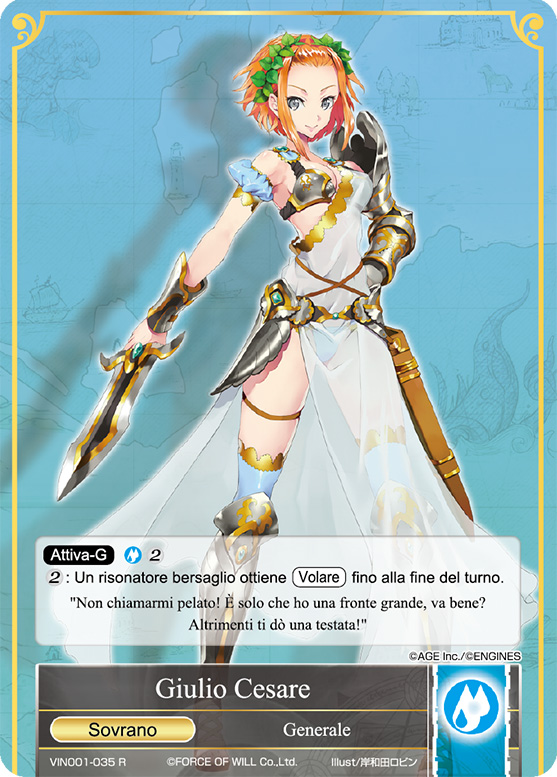 Attiva-G 2
2 : Un risonatore bersaglio ottiene Volare fino alla fine del turno.
"Non chiamarmi pelato! È solo che ho una fronte grande, va bene?
Altrimenti ti dò una testata!"
©AGE Inc./©ENGINES
Giulio Cesare
Sovrano Generale
VIN001-035 R ©FORCE OF WILL Co.,Ltd. Illust/岸和田ロビン